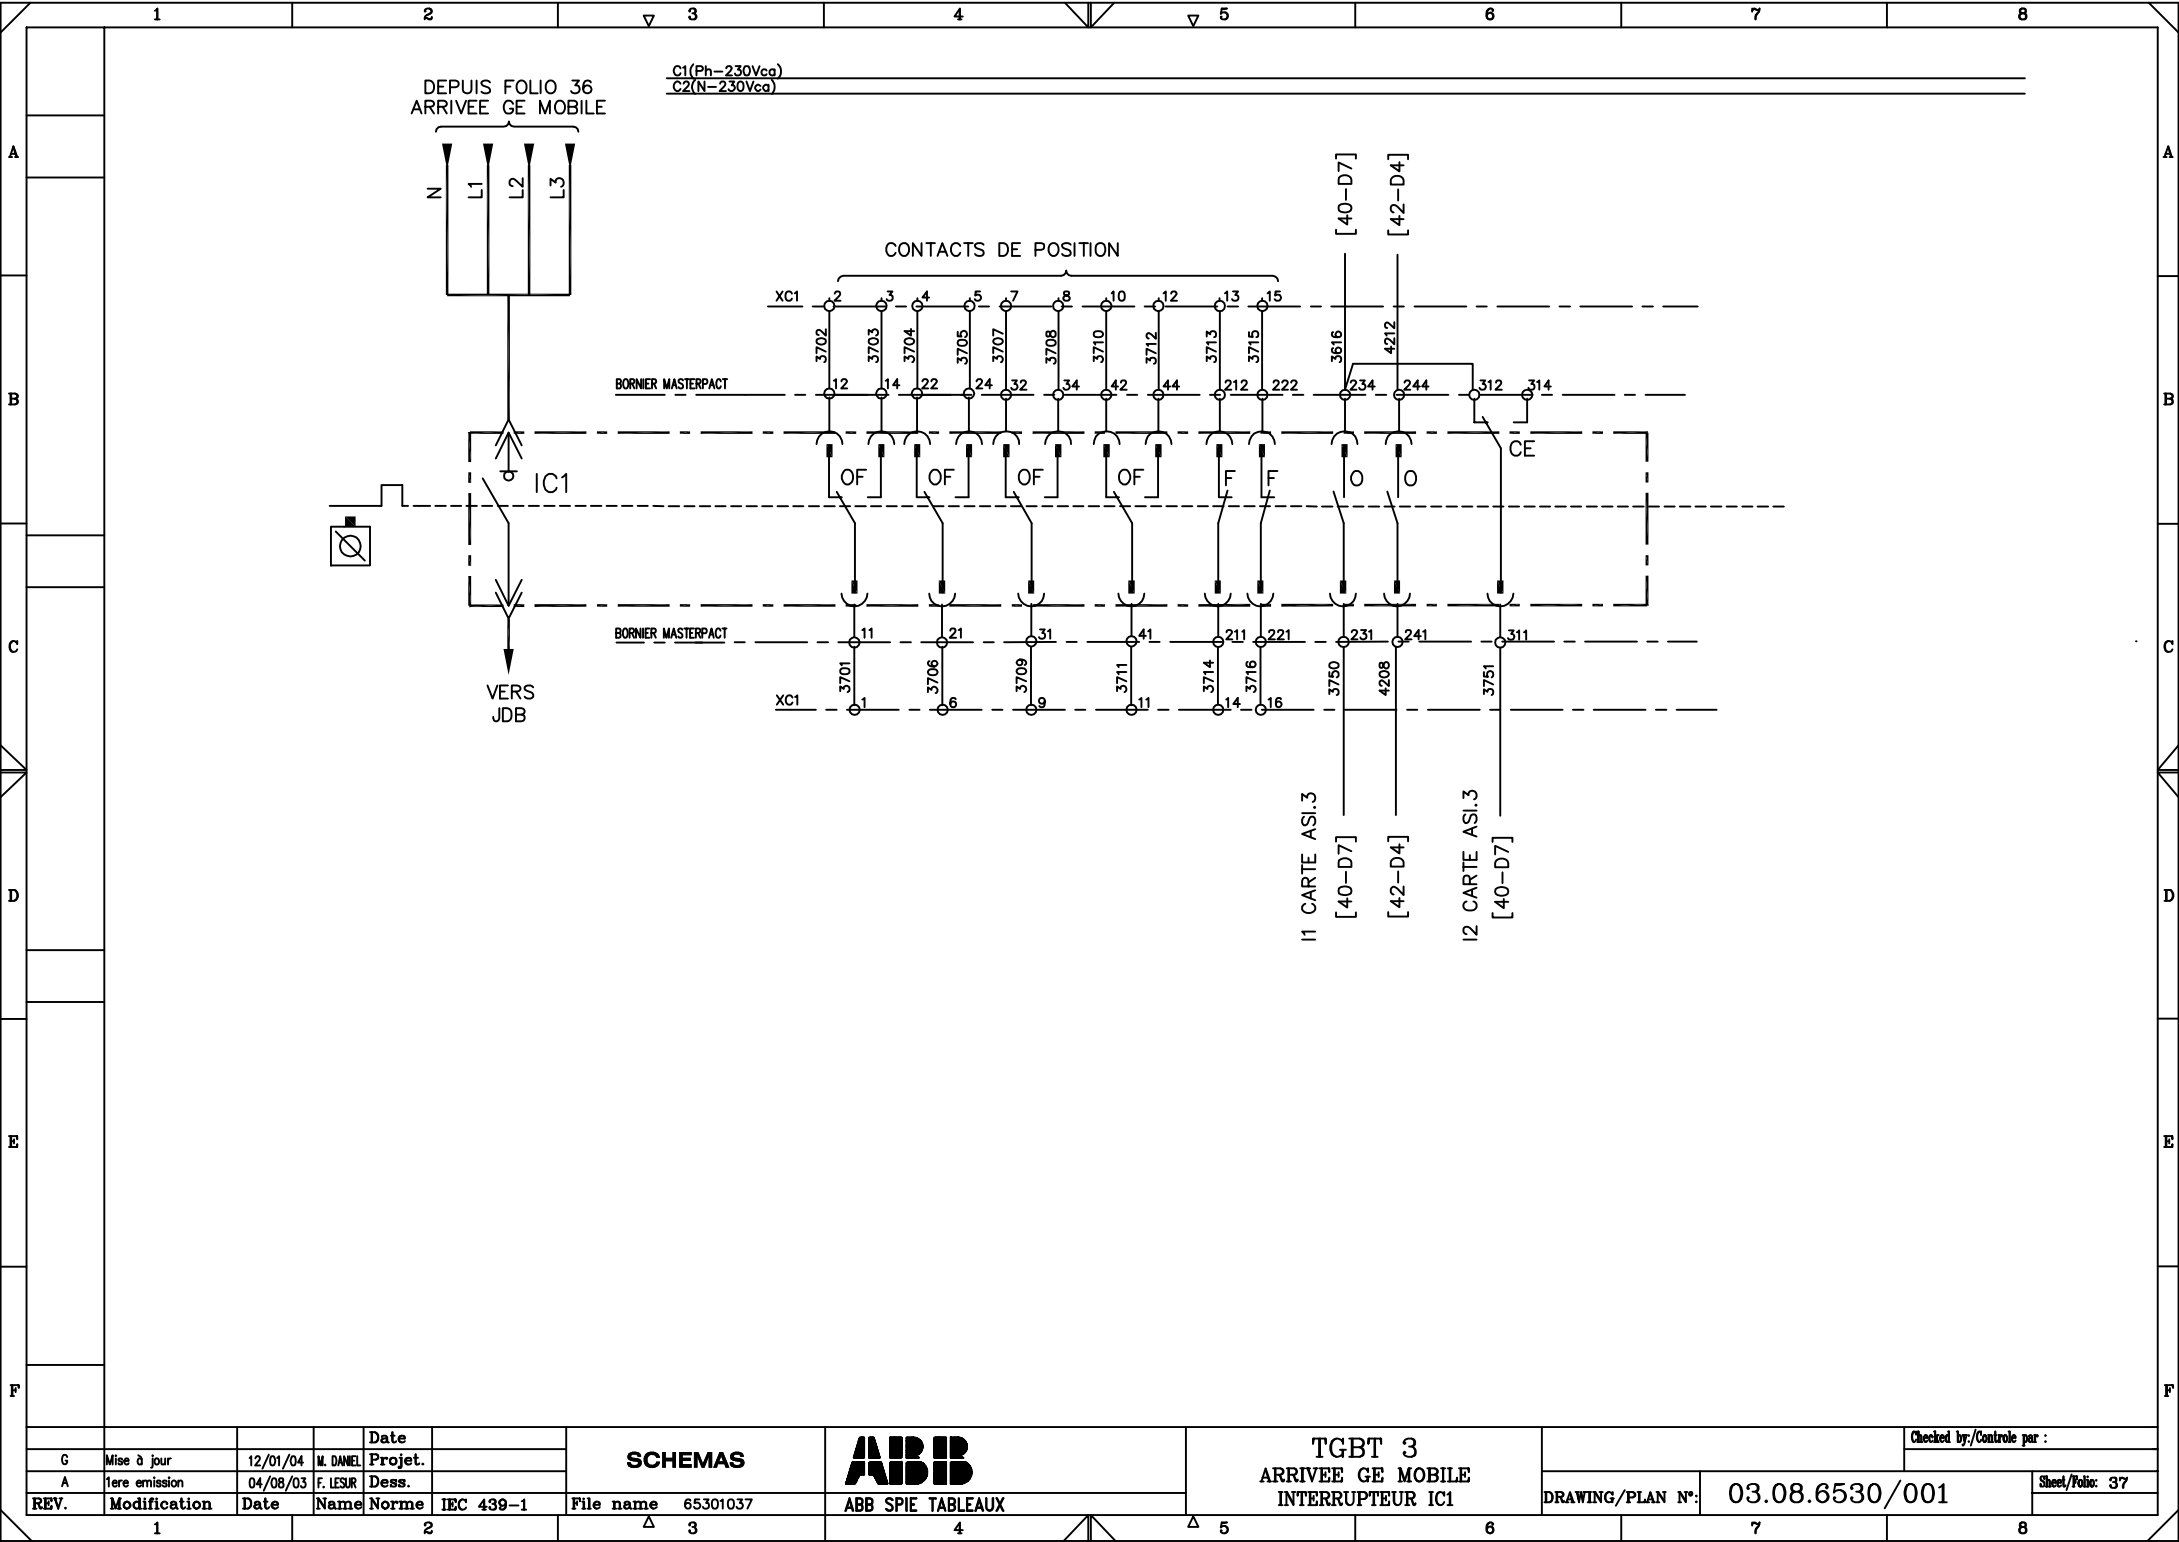 1 2 3 4 5 6 7 8
C1(Ph-230Vca)
C2(N-230Vca)
DEPUIS FOLIO 36
ARRIVEE GE MOBILE
A A
N L1 L2 L3
[40-D7] [42-D4]
CONTACTS DE POSITION
XC1 2 3 4 5 7 8 10 12 13 15
3702 3703 3704 3705 3707 3708 3710 3712 3713 3715 3616 4212
BORNIER MASTERPACT 12 14 22 24 32 34 42 44 212 222 234 244 312 314
B B
CE
IC1 OF OF OF OF F F O O
BORNIER MASTERPACT 11 21 31 41 211 221 231 241 311
C C
3701 3706 3709 3711 3714 3716 3750 4208 3751
XC1 1 6 9 11 14 16
VERS
JDB
I1 CARTE ASI.3
[40-D7] [42-D4]
I2 CARTE ASI.3
[40-D7]
D D
E E
F F
Date
G Mise à jour 12/01/04 M. DANIEL Projet.
A 1ere emission 04/08/03 F. LESUR Dess.
REV. Modification Date Name Norme IEC 439-1
SCHEMAS
File name 65301037
ABB
ABB SPIE TABLEAUX
TGBT 3
ARRIVEE GE MOBILE
INTERRUPTEUR IC1
Checked by:/Controle par :
DRAWING/PLAN N°: 03.08.6530/001
Sheet/Folio: 37
1 2 3 4 5 6 7 8